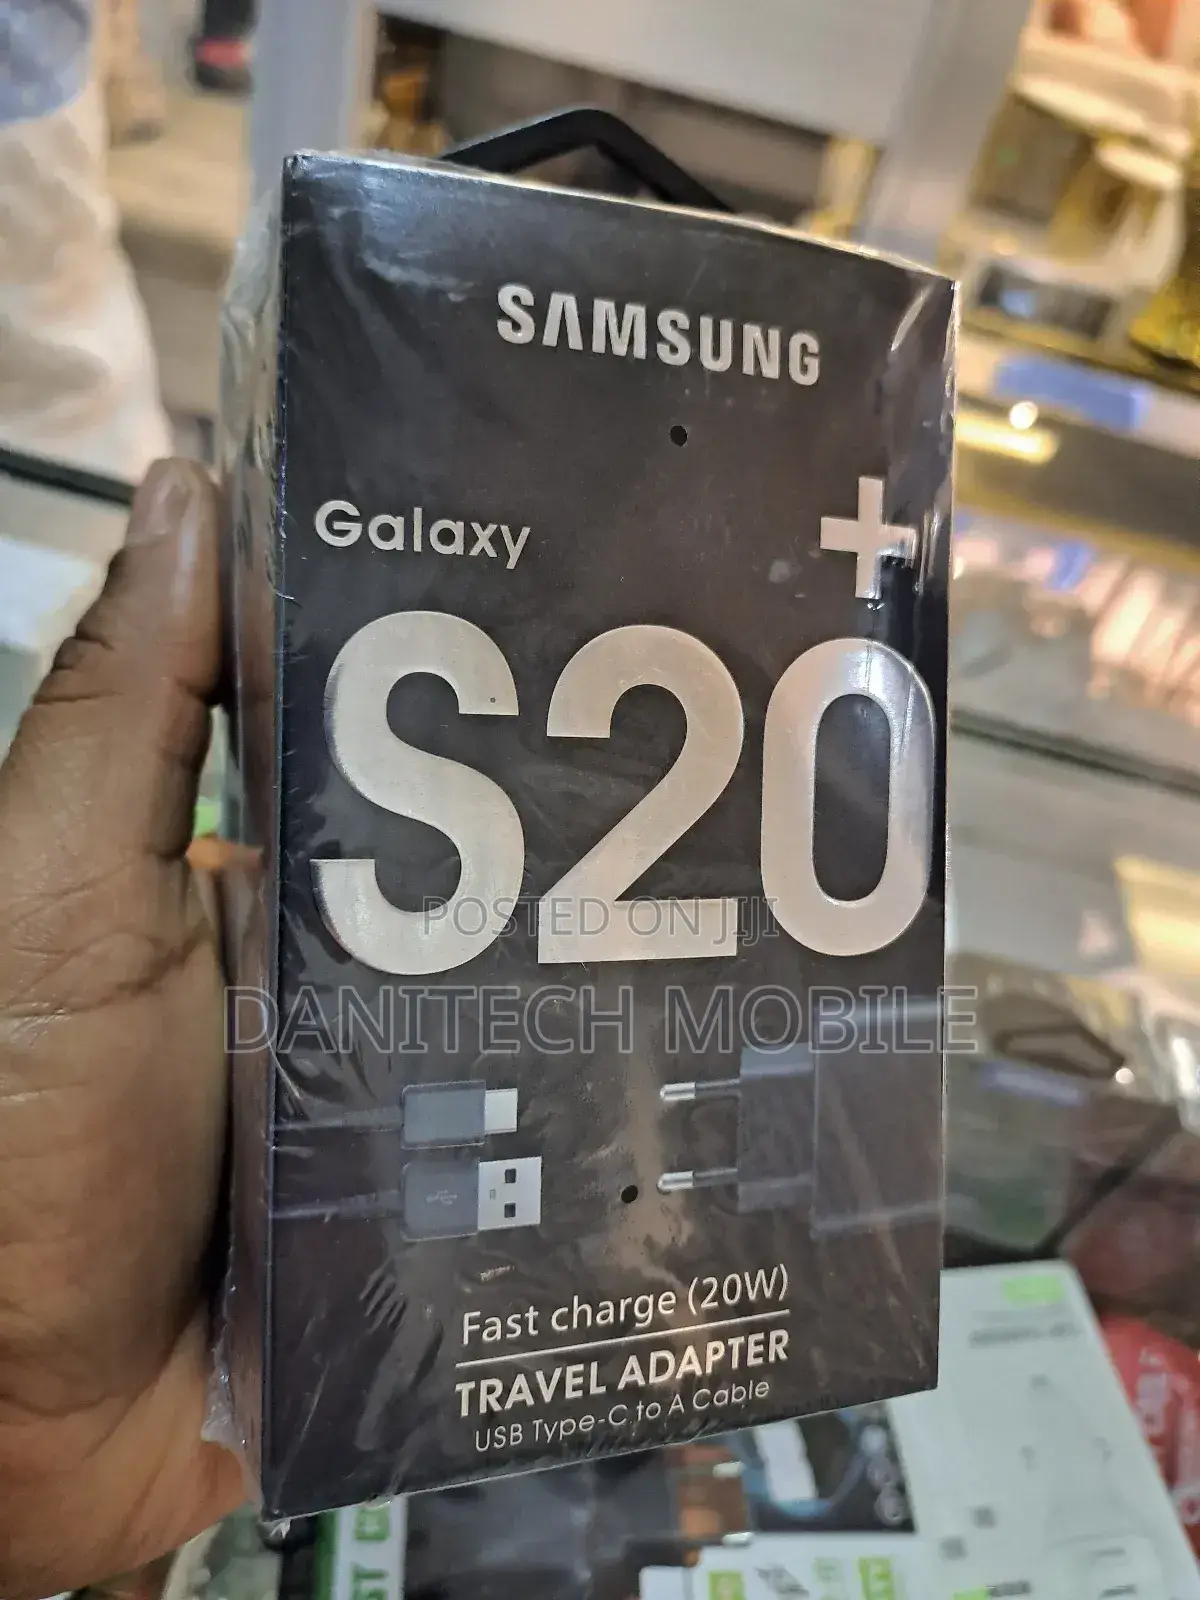 SAMSUNG
Galaxy
+
S20
POSTED ON JIJI
DANITECH MOBILE
Fast charge (20W)
TRAVEL ADAPTER
USB Type-C to A Cable